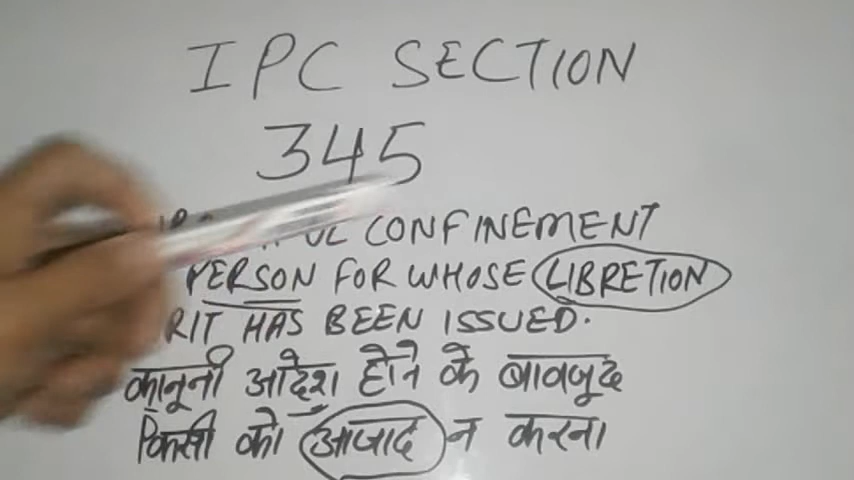 IPC SECTION
345
CONFINEMENT
PERSON FOR WHOSE LIBRETION
HAS BEEN ISSUED.
कानूनी आदेश होने के बावजूद
किसी को आजाद न करना